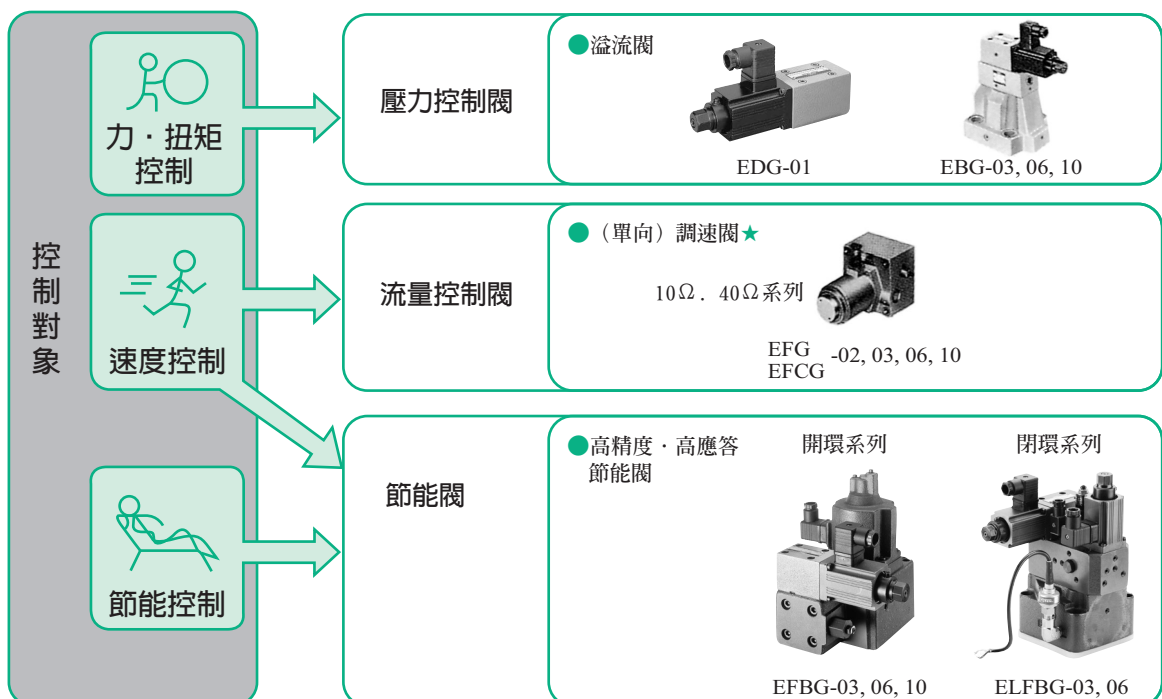 控制對象
力·扭矩
控制
速度控制
節能控制
壓力控制閥
●溢流閥
EDG-01
EBG-03, 06, 10
流量控制閥
●（單向）調速閥★
10Ω．40Ω系列
EFG
EFCG
-02, 03, 06, 10
節能閥
●高精度·高應答
節能閥
開環系列
閉環系列
EFBG-03, 06, 10
ELFBG-03, 06